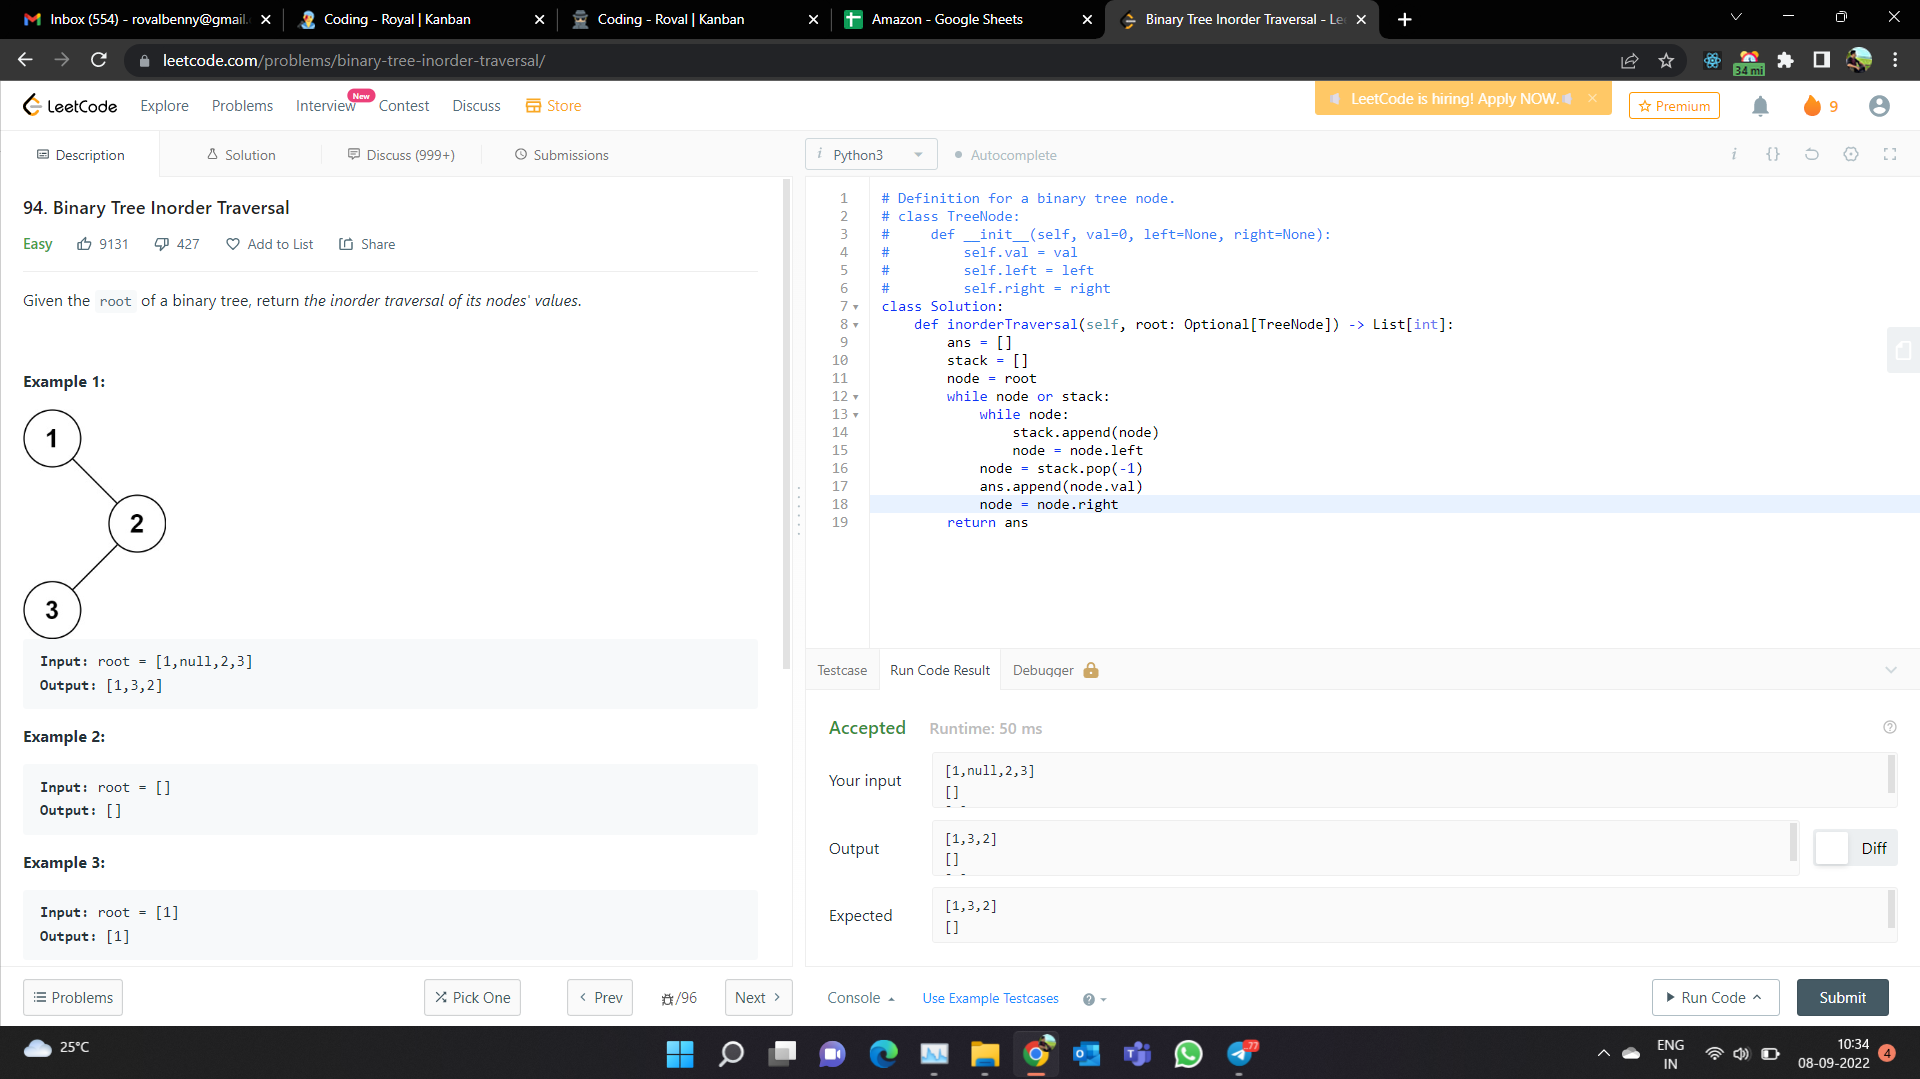 Inbox (554) - rovalbenny@gmail.
Coding - Royal | Kanban
Coding - Roval | Kanban
Amazon - Google Sheets
Binary Tree Inorder Traversal - Le
leetcode.com/problems/binary-tree-inorder-traversal/
34 mi
LeetCode
Explore
Problems
Interview
New
Contest
Discuss
Store
LeetCode is hiring! Apply NOW.
Premium
9
Description
Solution
Discuss (999+)
Submissions
i Python3
Autocomplete
i {}
94. Binary Tree Inorder Traversal
Easy
9131
427
Add to List
Share
Given the root of a binary tree, return the inorder traversal of its nodes' values.
Example 1:
1
2
3
Input: root = [1,null,2,3]
Output: [1,3,2]
Example 2:
Input: root = []
Output: []
Example 3:
Input: root = [1]
Output: [1]
1 # Definition for a binary tree node.
2 # class TreeNode:
3 #     def __init__(self, val=0, left=None, right=None):
4 #         self.val = val
5 #         self.left = left
6 #         self.right = right
7 class Solution:
8     def inorderTraversal(self, root: Optional[TreeNode]) -> List[int]:
9         ans = []
10         stack = []
11         node = root
12         while node or stack:
13             while node:
14                 stack.append(node)
15                 node = node.left
16             node = stack.pop(-1)
17             ans.append(node.val)
18             node = node.right
19         return ans
Testcase
Run Code Result
Debugger
Accepted
Runtime: 50 ms
Your input
[1,null,2,3]
[]
Output
[1,3,2]
[]
Diff
Expected
[1,3,2]
[]
Problems
Pick One
Prev
/96
Next
Console
Use Example Testcases
Run Code
Submit
25°C
77
ENG
IN
10:34
08-09-2022
4